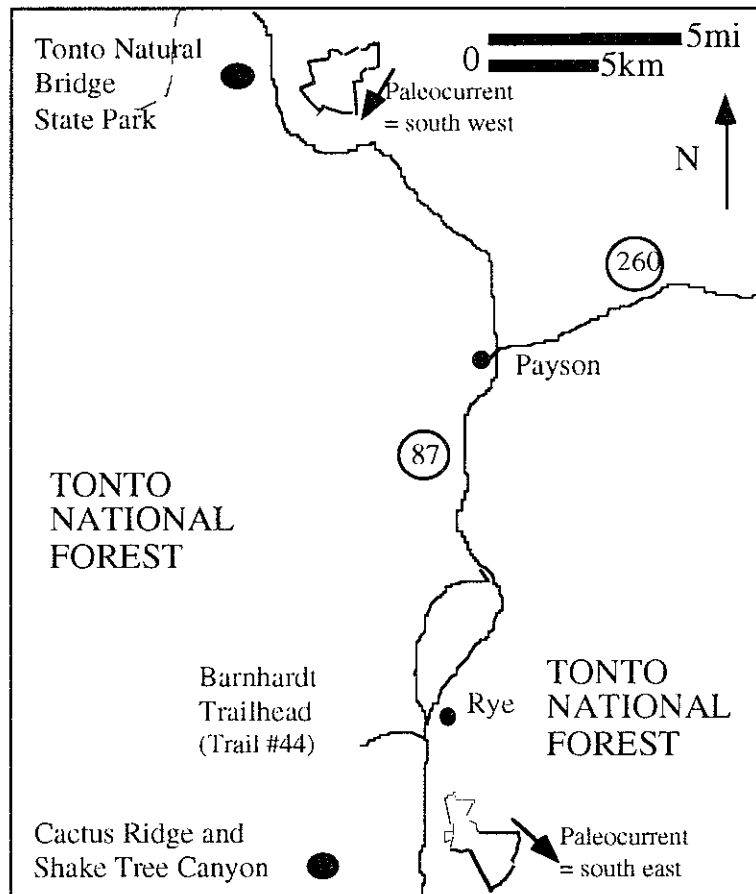 Tonto Natural
Bridge
State Park
5mi
0
5km
Paleocurrent
= south west
N
260
Payson
87
TONTO
NATIONAL
FOREST
Barnhardt
Trailhead
(Trail #44)
Rye
TONTO
NATIONAL
FOREST
Cactus Ridge and
Shake Tree Canyon
Paleocurrent
= south east